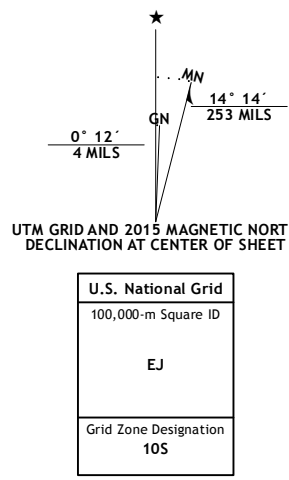 ★
MN
GN
14° 14´
253 MILS
0° 12´
4 MILS
UTM GRID AND 2015 MAGNETIC NORT
DECLINATION AT CENTER OF SHEET
U.S. National Grid
100,000-m Square ID
EJ
Grid Zone Designation
10S